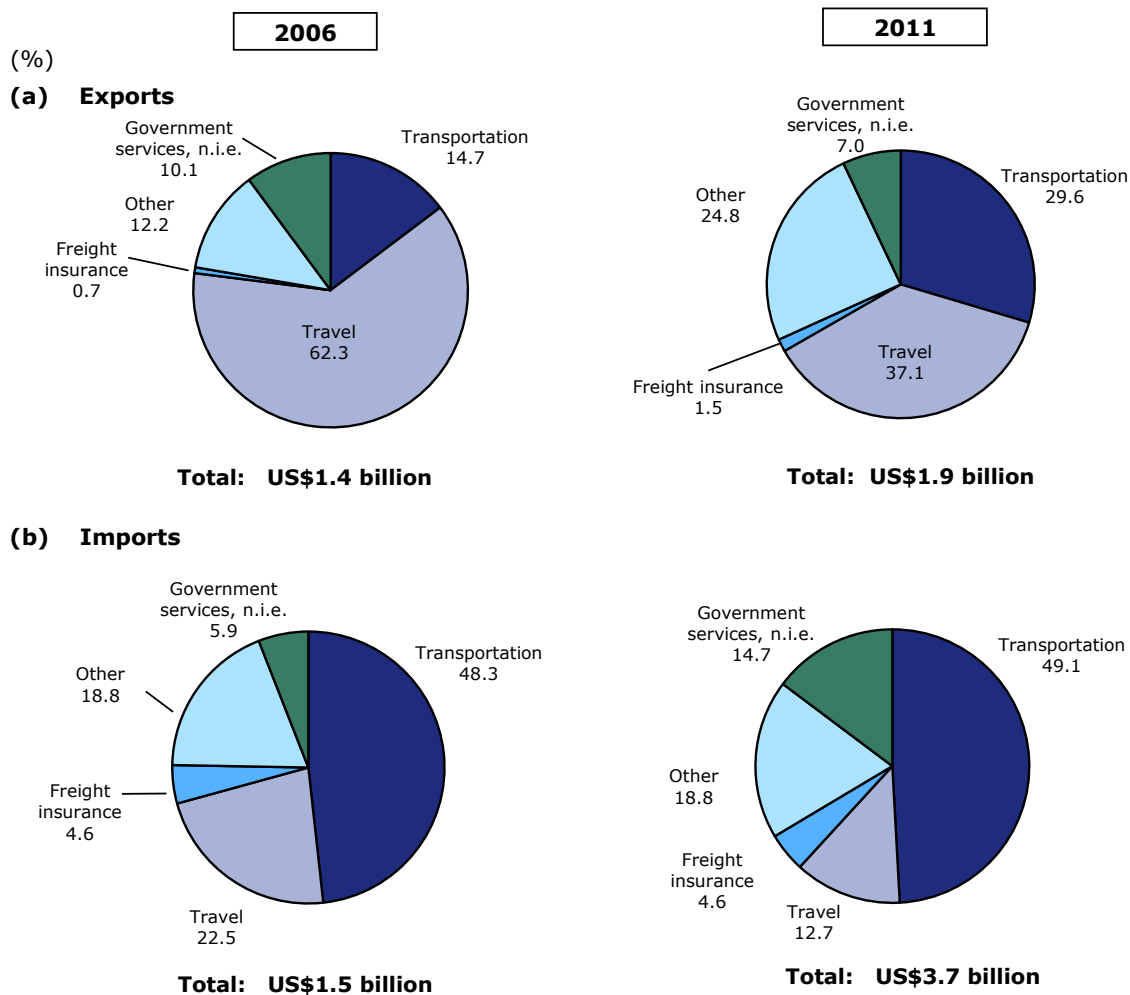 2006
2011
(%)
(a) Exports
Government
services, n.i.e.
10.1
Transportation
14.7
Other
12.2
Freight
insurance
0.7
Travel
62.3
Government
services, n.i.e.
7.0
Transportation
29.6
Other
24.8
Travel
37.1
Freight insurance
1.5
Total: US$1.4 billion
Total: US$1.9 billion
(b) Imports
Government
services, n.i.e.
5.9
Transportation
48.3
Other
18.8
Freight
insurance
4.6
Travel
22.5
Government
services, n.i.e.
14.7
Transportation
49.1
Other
18.8
Freight
insurance
4.6
Travel
12.7
Total: US$1.5 billion
Total: US$3.7 billion